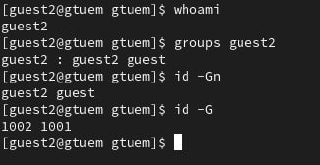 [guest2@gtuem gtuem]$ whoami
guest2
[guest2@gtuem gtuem]$ groups guest2
guest2 : guest2 guest
[guest2@gtuem gtuem]$ id -Gn
guest2 guest
[guest2@gtuem gtuem]$ id -G
1002 1001
[guest2@gtuem gtuem]$